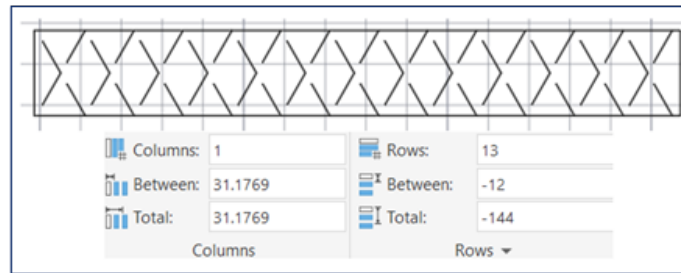 Columns: 1 Rows: 13
Between: 31.1769 Between: -12
Total: 31.1769 Total: -144
Columns Rows